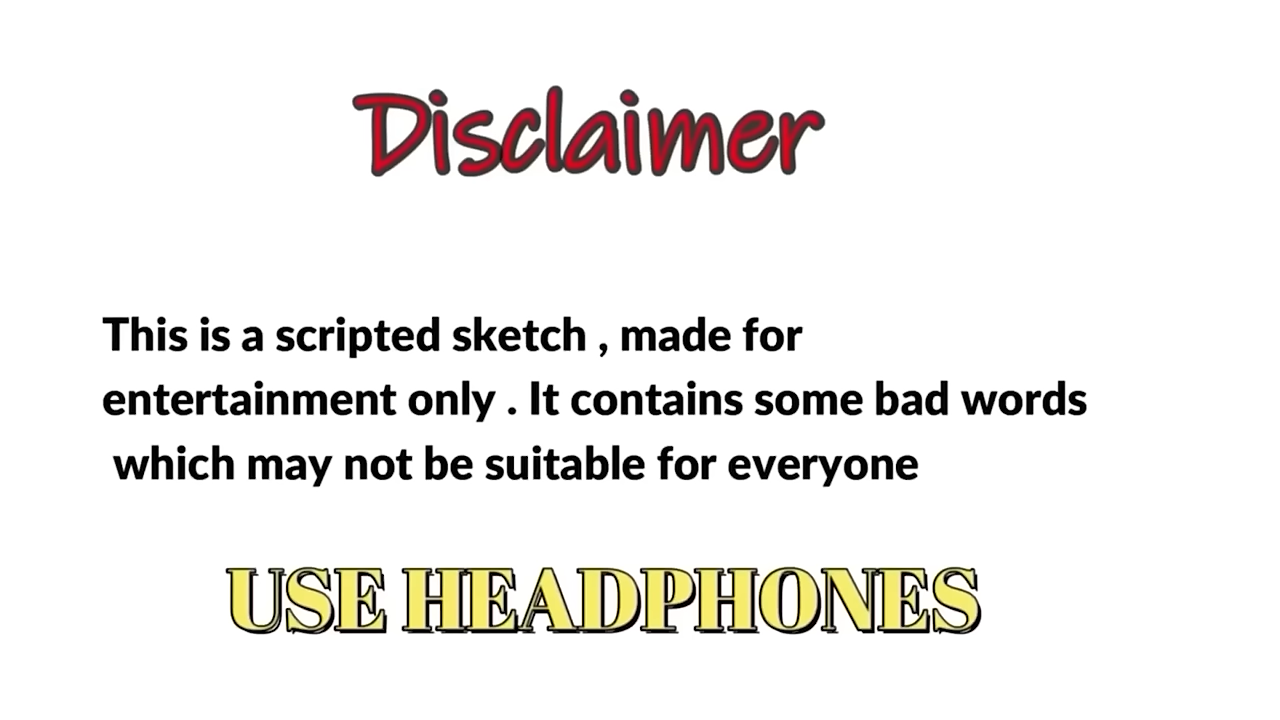 Disclaimer
This is a scripted sketch , made for
entertainment only . It contains some bad words
which may not be suitable for everyone
USE HEADPHONES